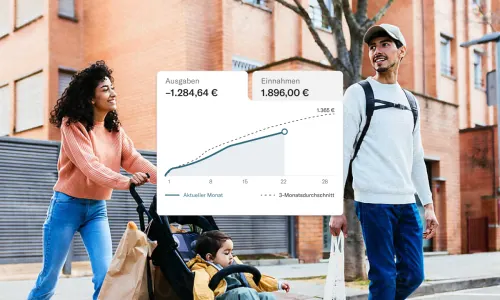 Ausgaben
−1.284,64 €
Einnahmen
1.896,00 €
1.365 €
1
8
15
22
28
Aktueller Monat
3-Monatsdurchschnitt